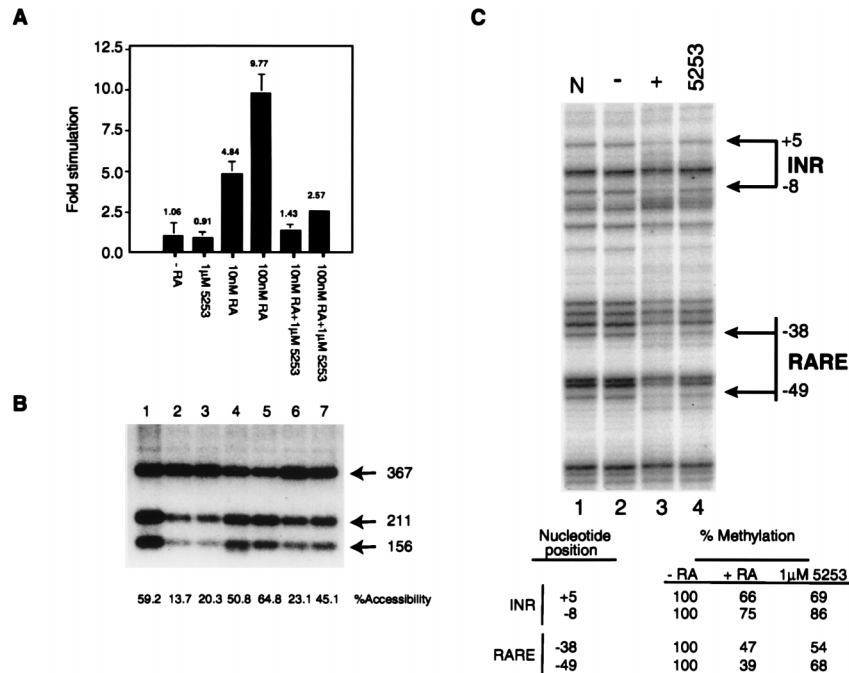 A
Fold stimulation
12.5
10.0
7.5
5.0
2.5
0.0
1.06
0.91
4.84
9.77
1.43
2.57
- RA
1µM 5253
10nM RA
100nM RA
10nM RA+1µM 5253
100nM RA+1µM 5253
B
1 2 3 4 5 6 7
367
211
156
59.2 13.7 20.3 50.8 64.8 23.1 45.1 %Accessibility
C
N - + 5253
+5
INR
-8
-38
RARE
-49
1 2 3 4
Nucleotide position % Methylation
- RA + RA 1µM 5253
INR +5 100 66 69
-8 100 75 86
RARE -38 100 47 54
-49 100 39 68